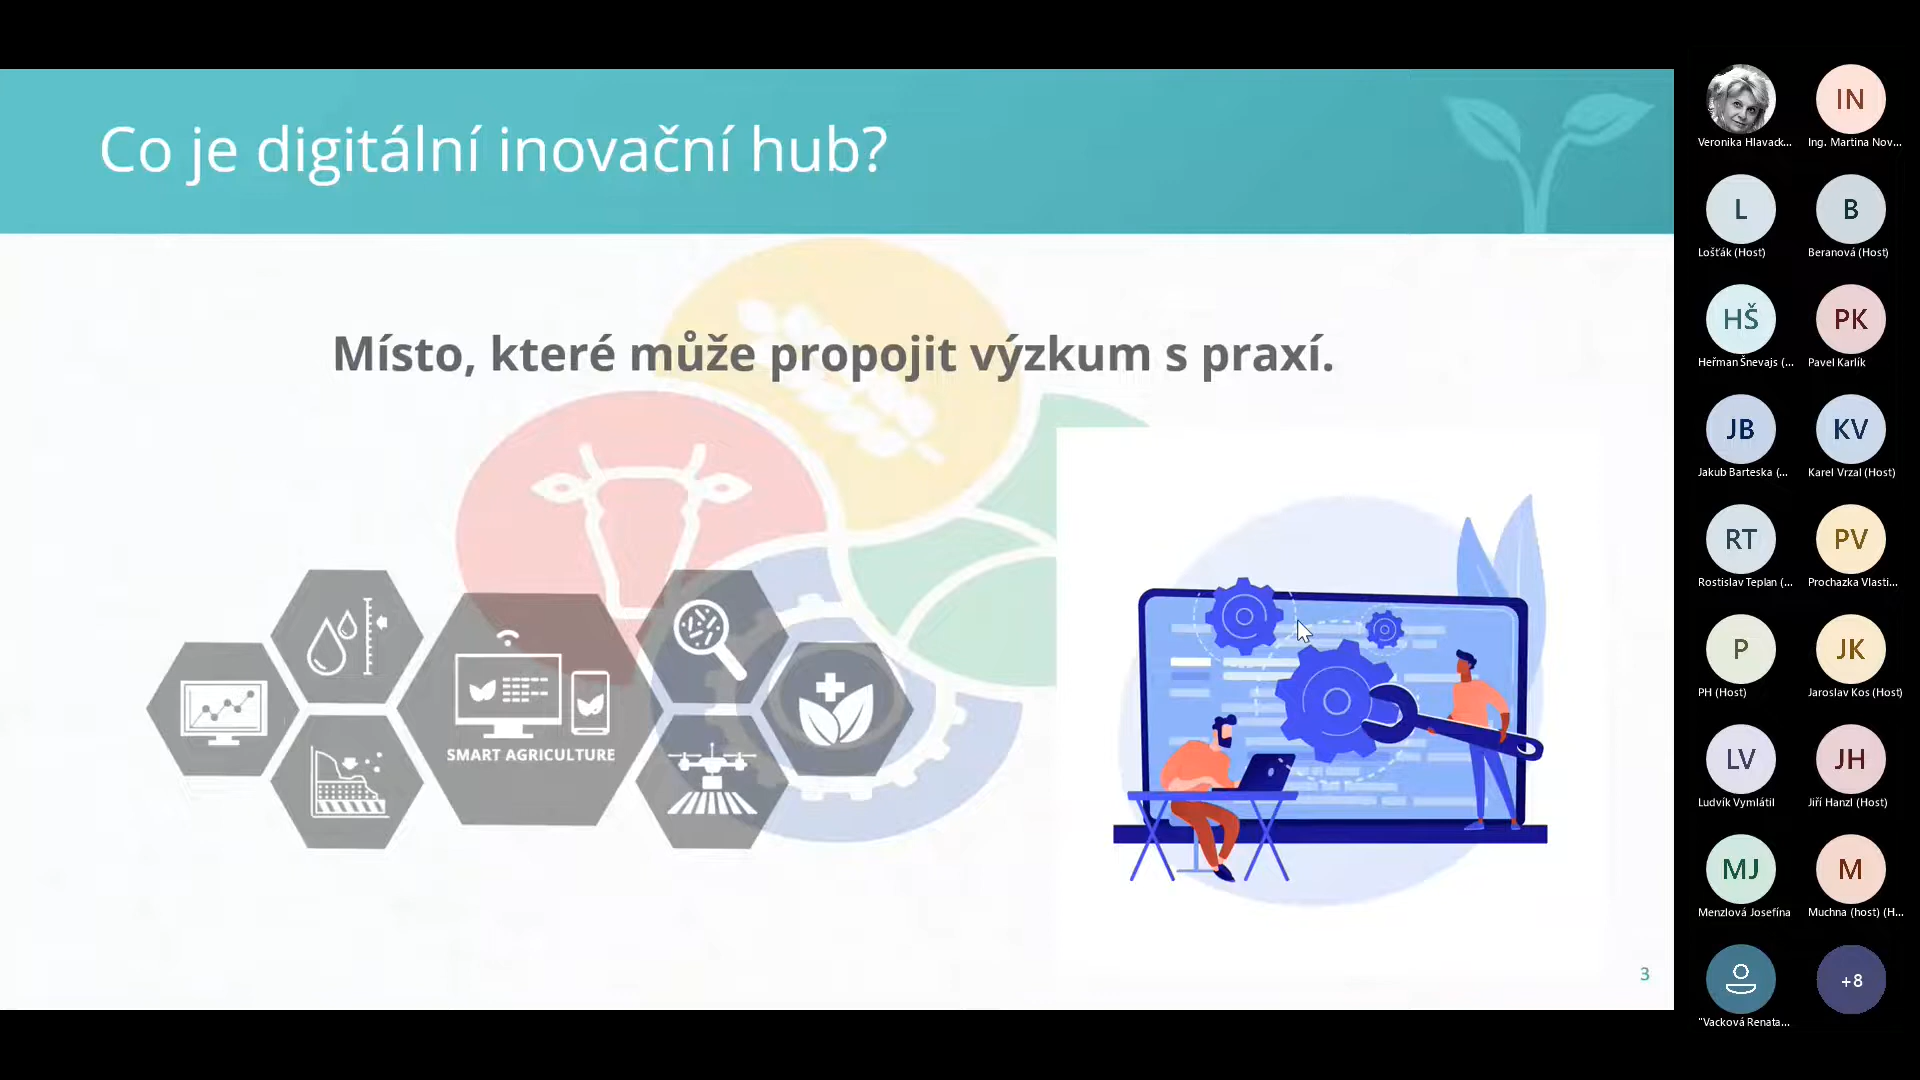 Co je digitální inovační hub?
Místo, které může propojit výzkum s praxí.
SMART AGRICULTURE
3
Veronika Hlavack...
IN
Ing. Martina Nov...
L
Lošťák (Host)
B
Beranová (Host)
HŠ
Heřman Šnevajs (...
PK
Pavel Karlík
JB
Jakub Barteska (...
KV
Karel Vrzal (Host)
RT
Rostislav Teplan (...
PV
Prochazka Vlasti...
P
PH (Host)
JK
Jaroslav Kos (Host)
LV
Ludvík Vymlátil
JH
Jiří Hanzl (Host)
MJ
Menzlová Josefína
M
Muchna (host) (H...
"Vacková Renata...
+8